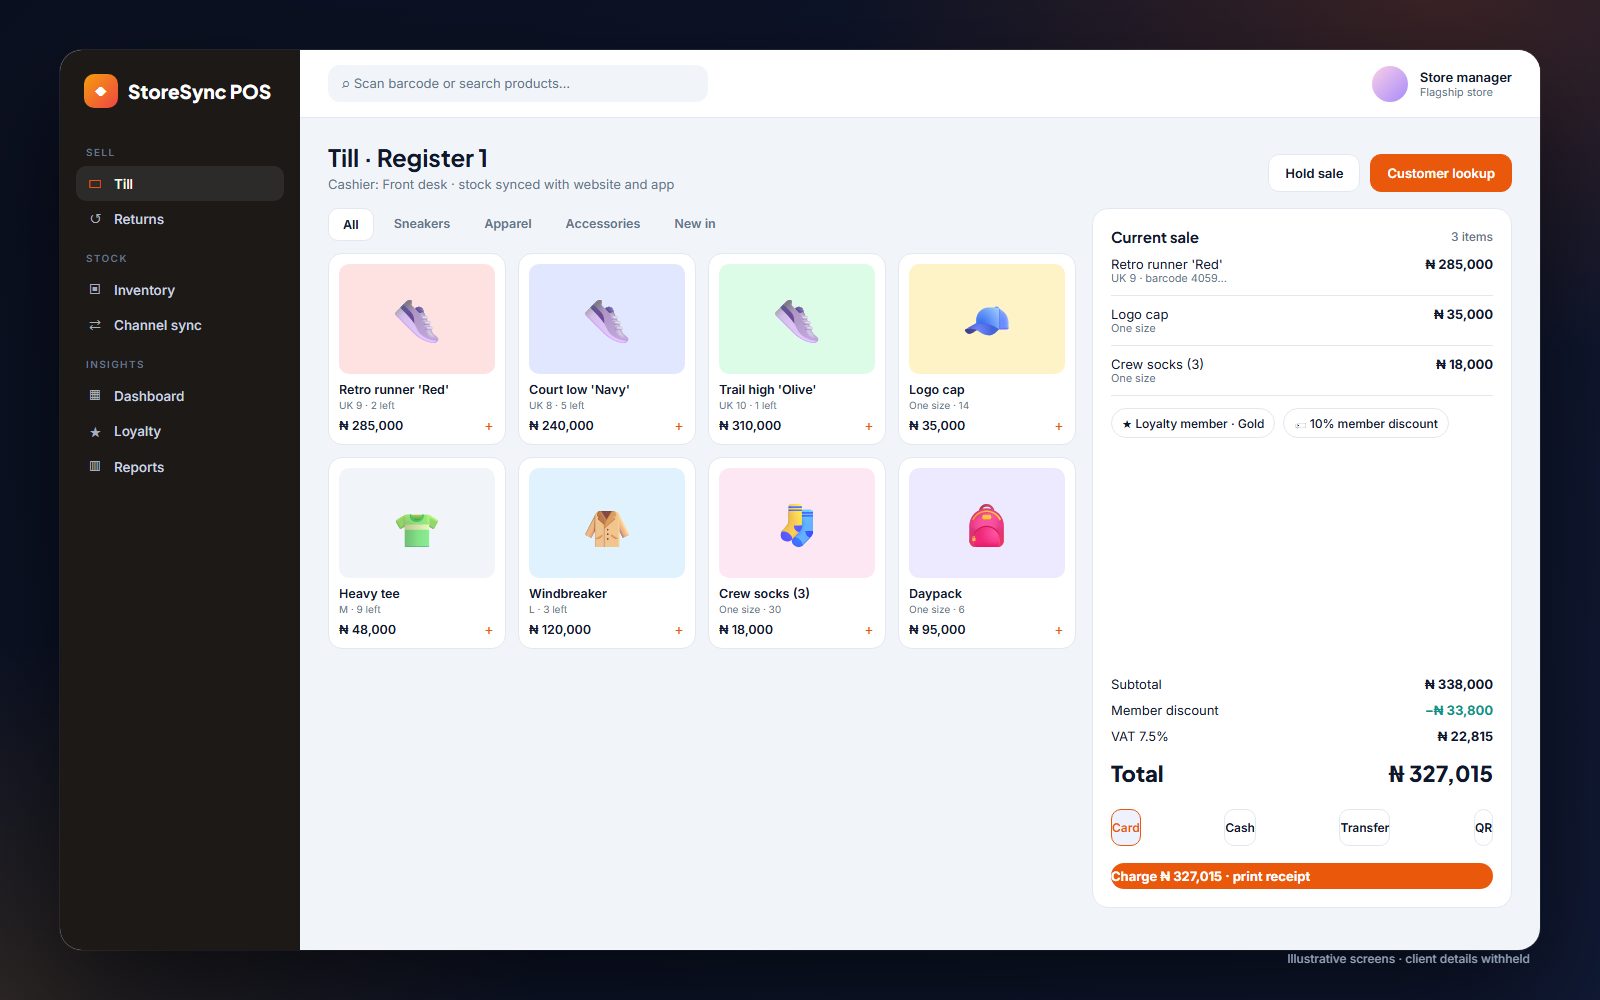 StoreSync POS
SELL
Till
Returns
STOCK
Inventory
Channel sync
INSIGHTS
Dashboard
Loyalty
Reports
Scan barcode or search products...
Store manager
Flagship store
Till · Register 1
Cashier: Front desk · stock synced with website and app
Hold sale
Customer lookup
All
Sneakers
Apparel
Accessories
New in
Retro runner 'Red'
UK 9 · 2 left
₦ 285,000
+
Court low 'Navy'
UK 8 · 5 left
₦ 240,000
+
Trail high 'Olive'
UK 10 · 1 left
₦ 310,000
+
Logo cap
One size · 14
₦ 35,000
+
Heavy tee
M · 9 left
₦ 48,000
+
Windbreaker
L · 3 left
₦ 120,000
+
Crew socks (3)
One size · 30
₦ 18,000
+
Daypack
One size · 6
₦ 95,000
+
Current sale
3 items
Retro runner 'Red'
₦ 285,000
UK 9 · barcode 4059...
Logo cap
₦ 35,000
One size
Crew socks (3)
₦ 18,000
One size
★ Loyalty member · Gold
10% member discount
Subtotal
₦ 338,000
Member discount
−₦ 33,800
VAT 7.5%
₦ 22,815
Total
₦ 327,015
Card
Cash
Transfer
QR
Charge ₦ 327,015 · print receipt
Illustrative screens · client details withheld